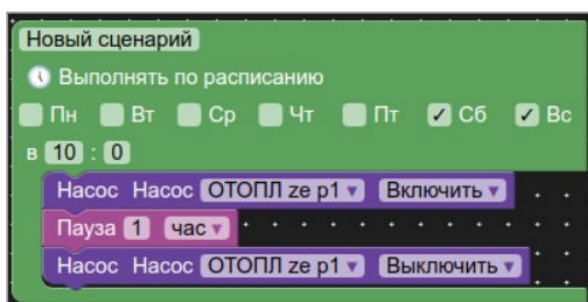 Новый сценарий
Выполнять по расписанию
Пн Вт Ср Чт Пт Сб Вс
в 10 : 0
Насос Насос ОТОПЛ ze p1 Включить
Пауза 1 час
Насос Насос ОТОПЛ ze p1 Выключить